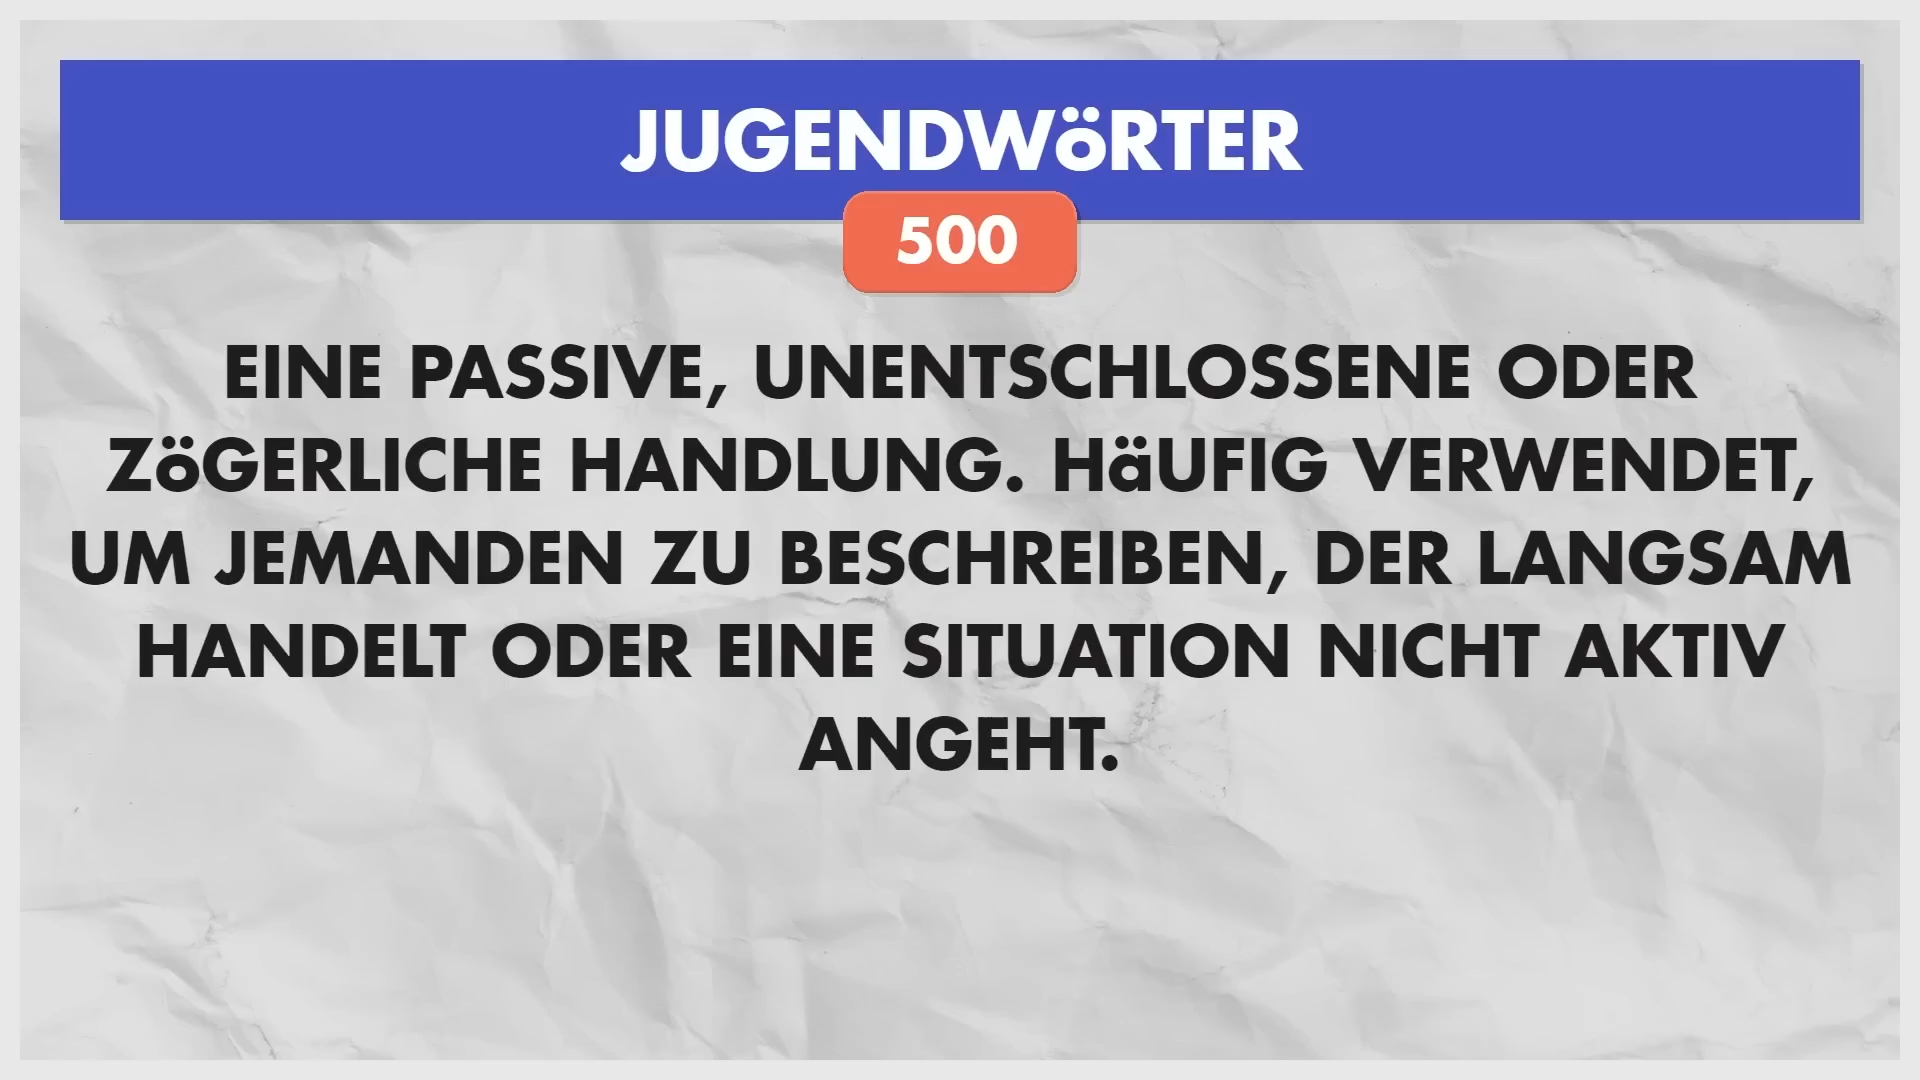 JUGENDWöRTER
500
EINE PASSIVE, UNENTSCHLOSSENE ODER
ZöGERLICHE HANDLUNG. HäUFIG VERWENDET,
UM JEMANDEN ZU BESCHREIBEN, DER LANGSAM
HANDELT ODER EINE SITUATION NICHT AKTIV
ANGEHT.